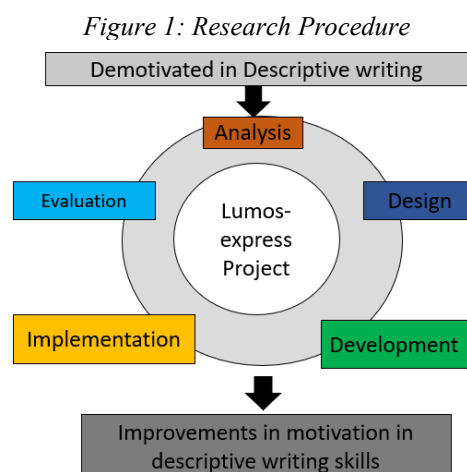 Figure 1: Research Procedure
Demotivated in Descriptive writing
Analysis
Evaluation
Design
Lumos-
express
Project
Implementation
Development
Improvements in motivation in
descriptive writing skills